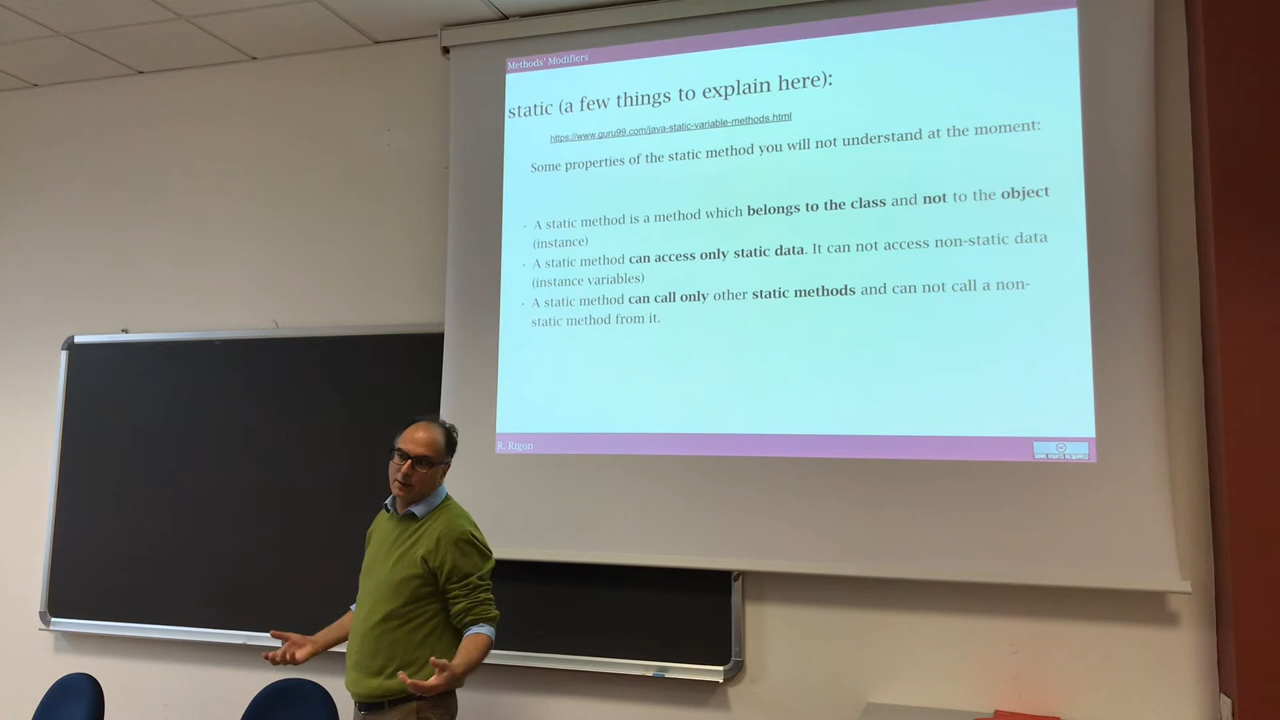 Methods' Modifiers
static (a few things to explain here):
https://www.guru99.com/java-static-variable-methods.html
Some properties of the static method you will not understand at the moment:
· A static method is a method which belongs to the class and not to the object
(instance)
· A static method can access only static data. It can not access non-static data
(instance variables)
· A static method can call only other static methods and can not call a non-
static method from it.
R. Rigon
SOME RIGHTS RESERVED